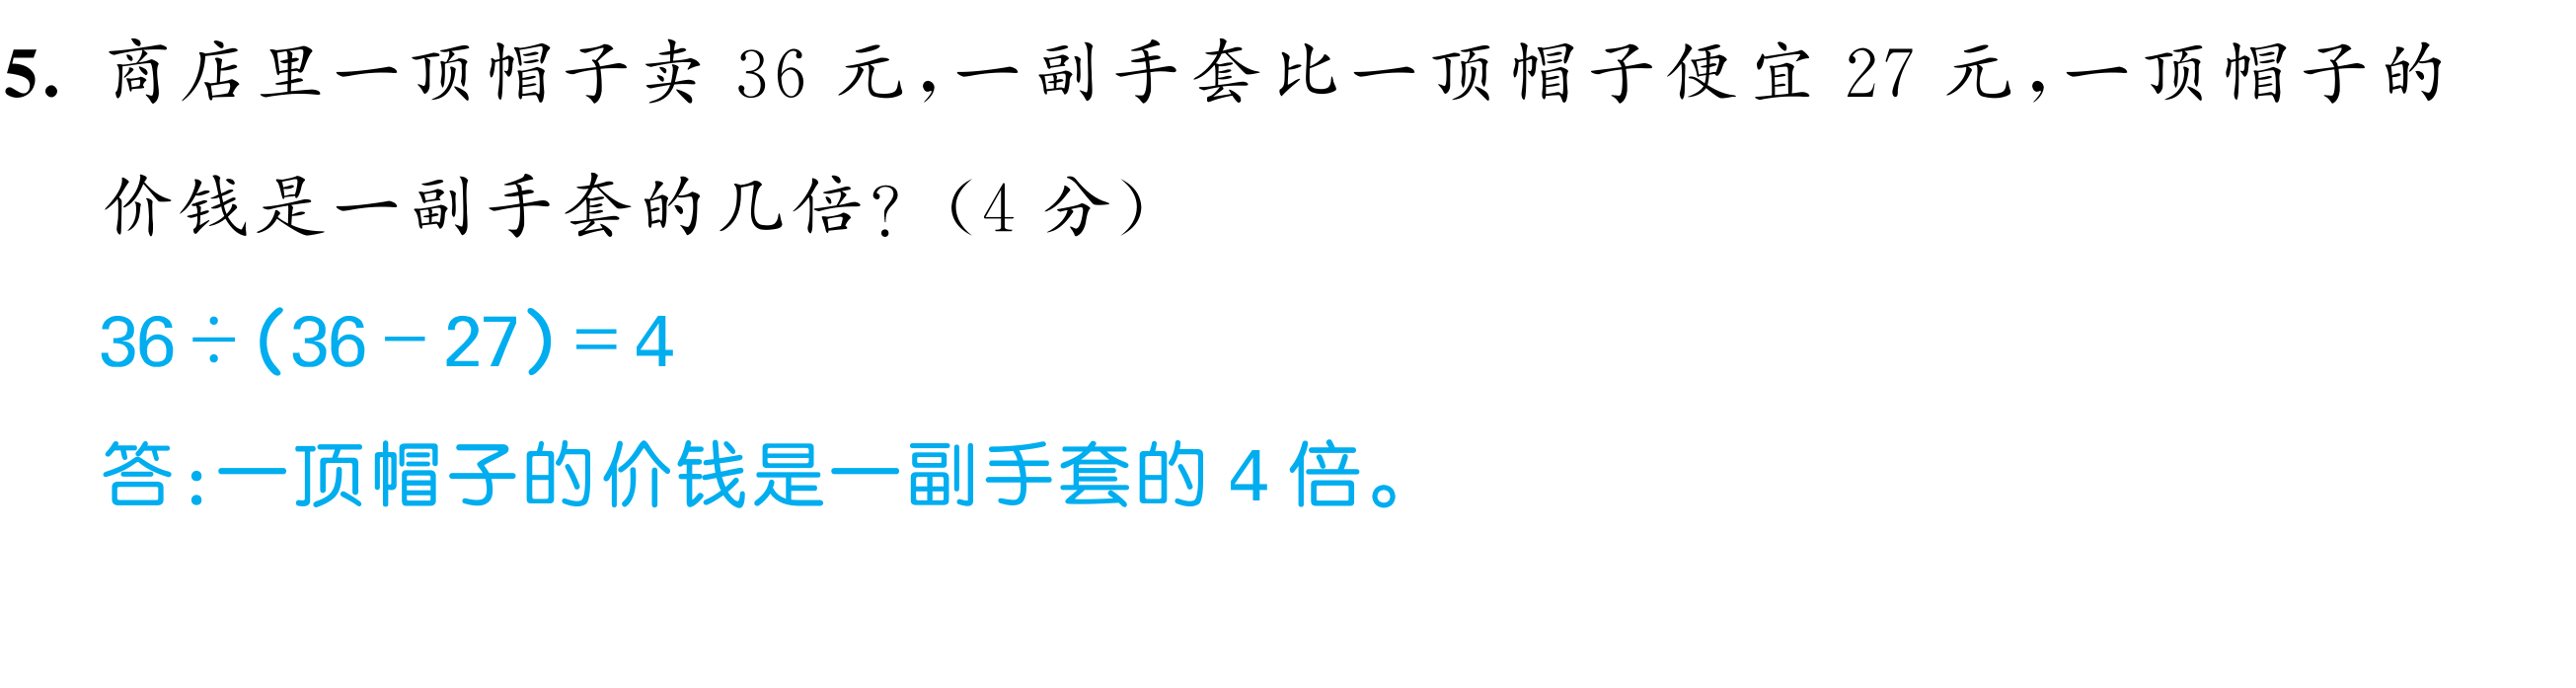 5. 商店里一顶帽子卖 36 元,一副手套比一顶帽子便宜 27 元,一顶帽子的
价钱是一副手套的几倍?(4 分)
36÷(36-27)=4
答:一顶帽子的价钱是一副手套的 4 倍。